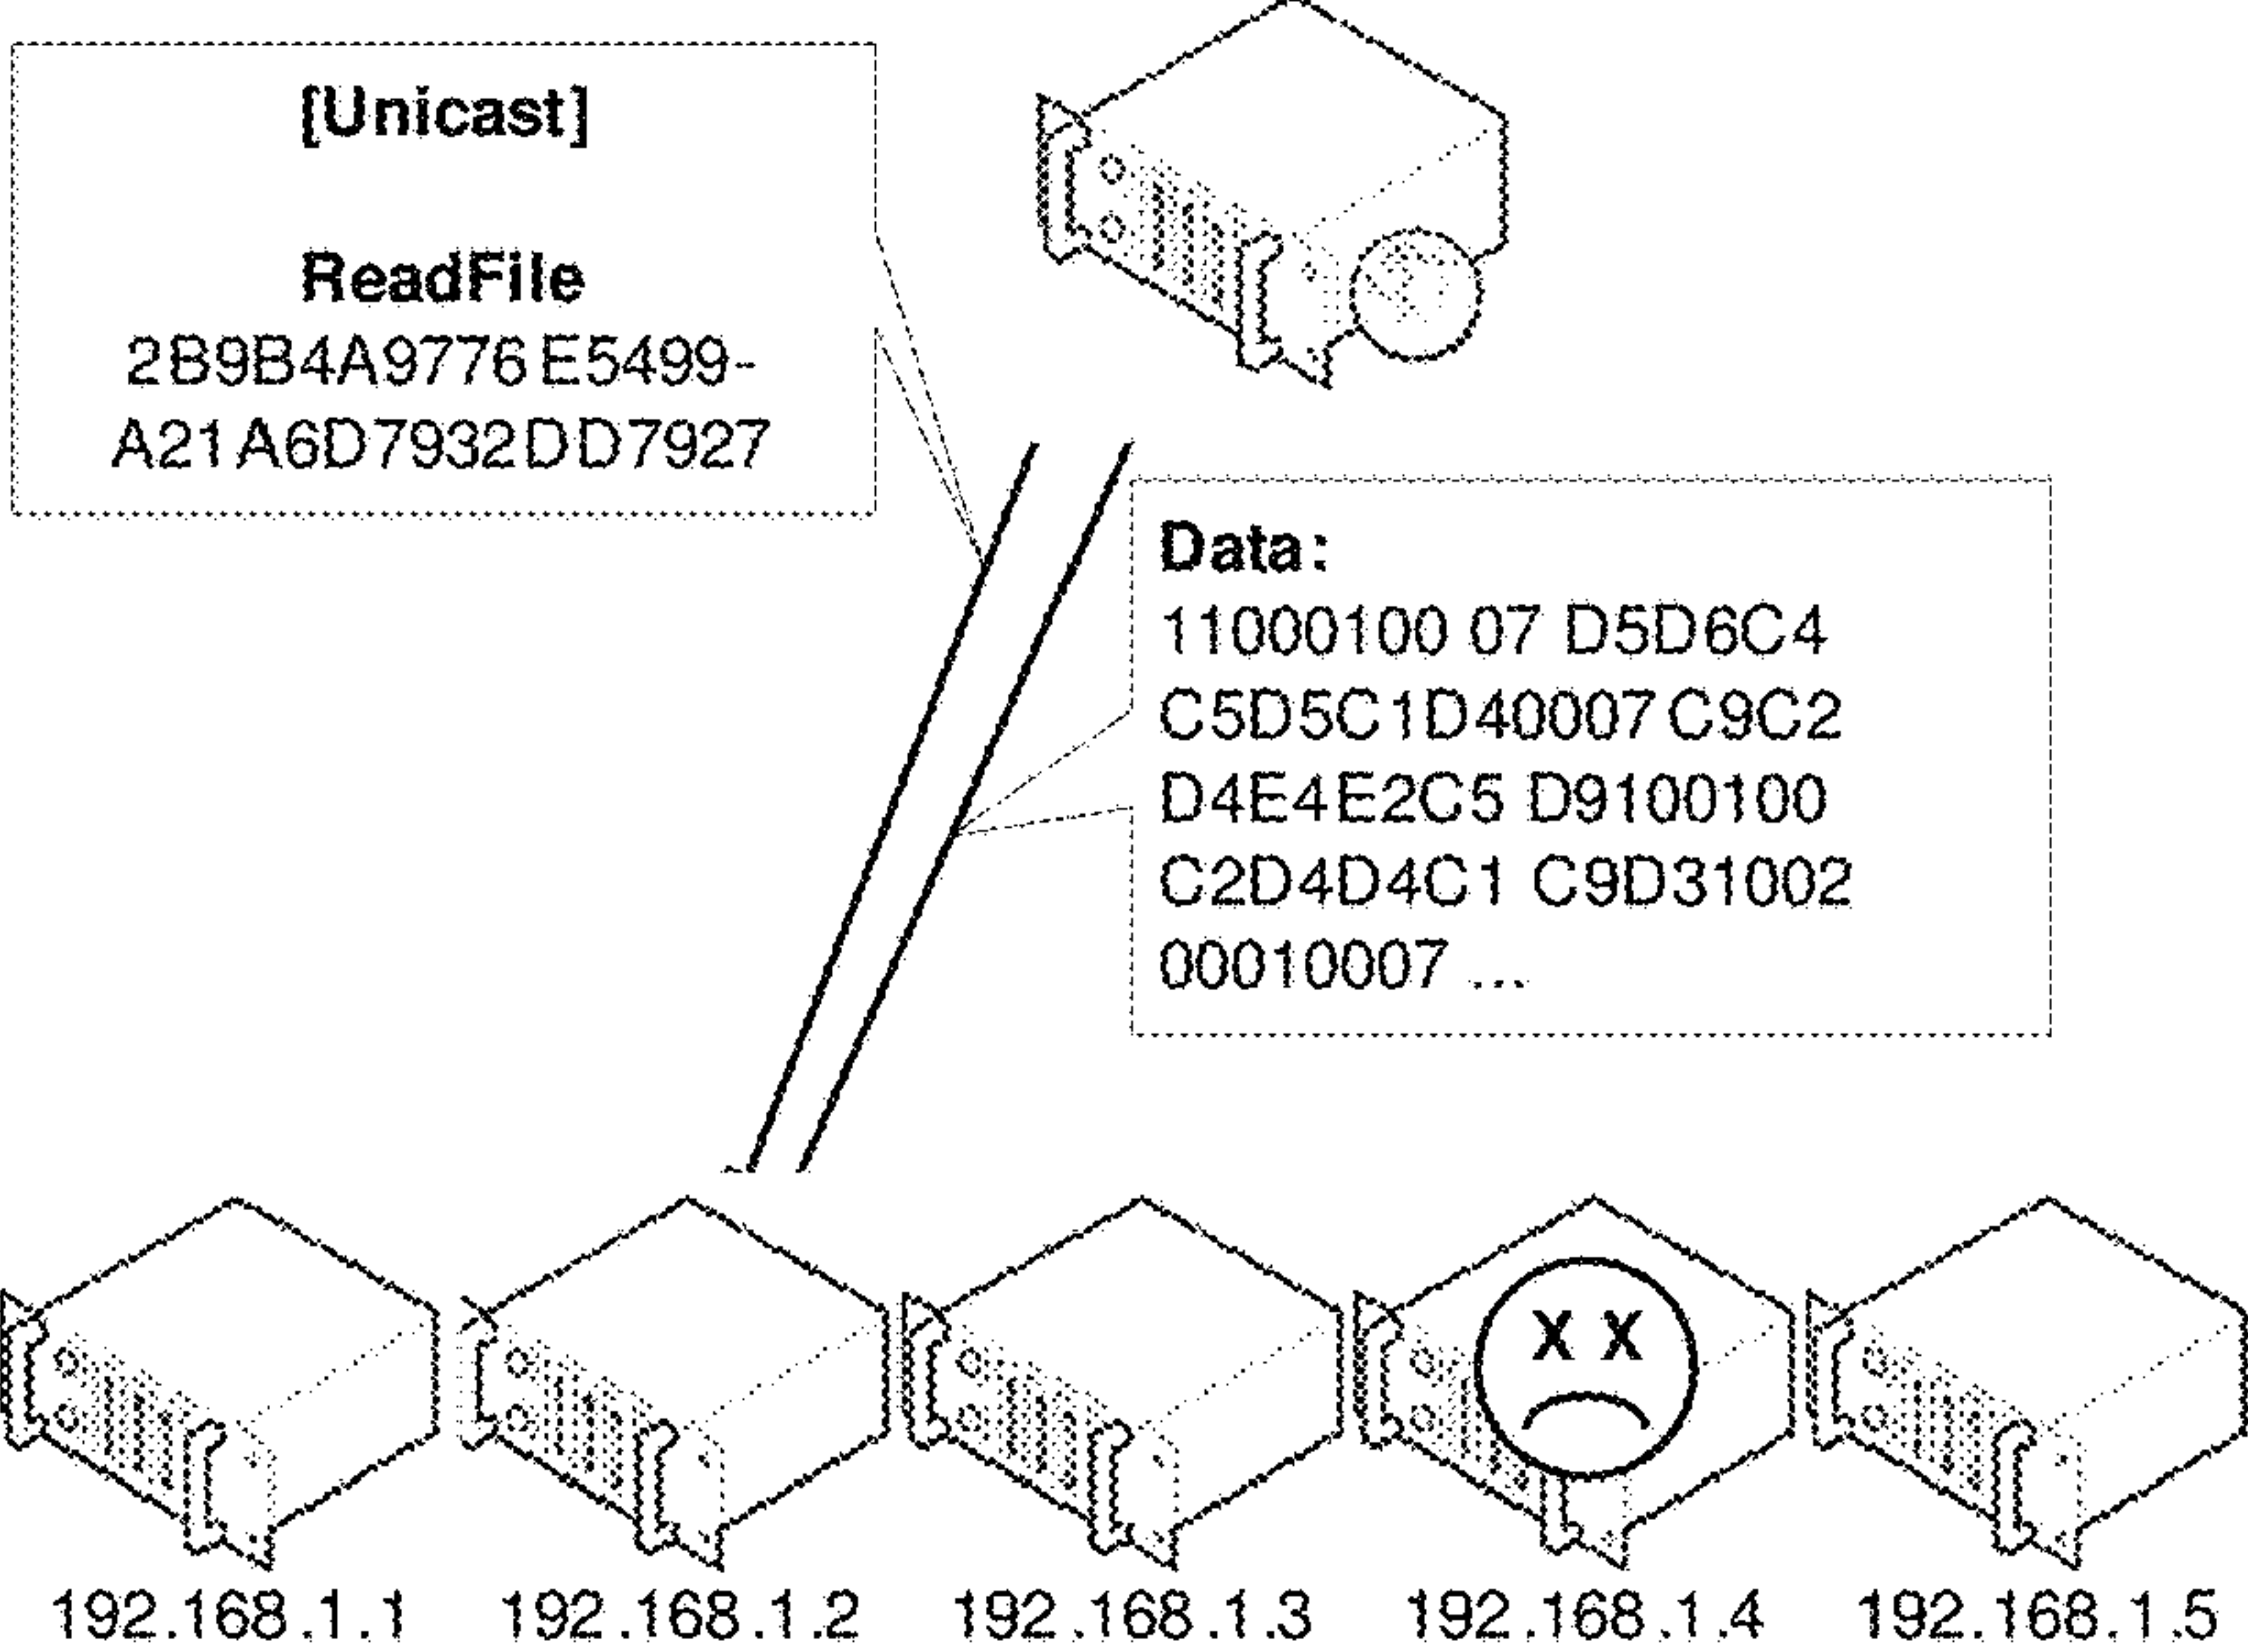 [Unicast]
ReadFile
2B9B4A9776E5499-
A21A6D7932DD7927
Data:
11000100 07 D5D6C4
C5D5C1D40007C9C2
D4E4E2C5 D9100100
C2D4D4C1 C9D31002
00010007 ...
X X
192.168.1.1
192.168.1.2
192.168.1.3
192.168.1.4
192.168.1.5